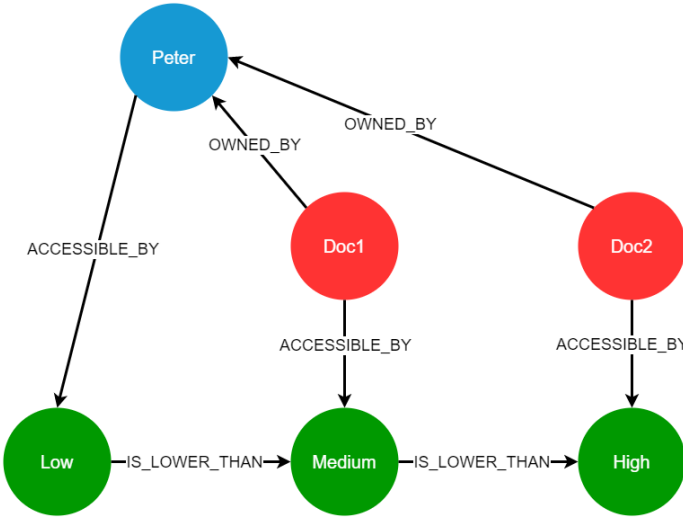 Peter
OWNED_BY
OWNED_BY
ACCESSIBLE_BY
Doc1
Doc2
ACCESSIBLE_BY
ACCESSIBLE_BY
Low
IS_LOWER_THAN
Medium
IS_LOWER_THAN
High